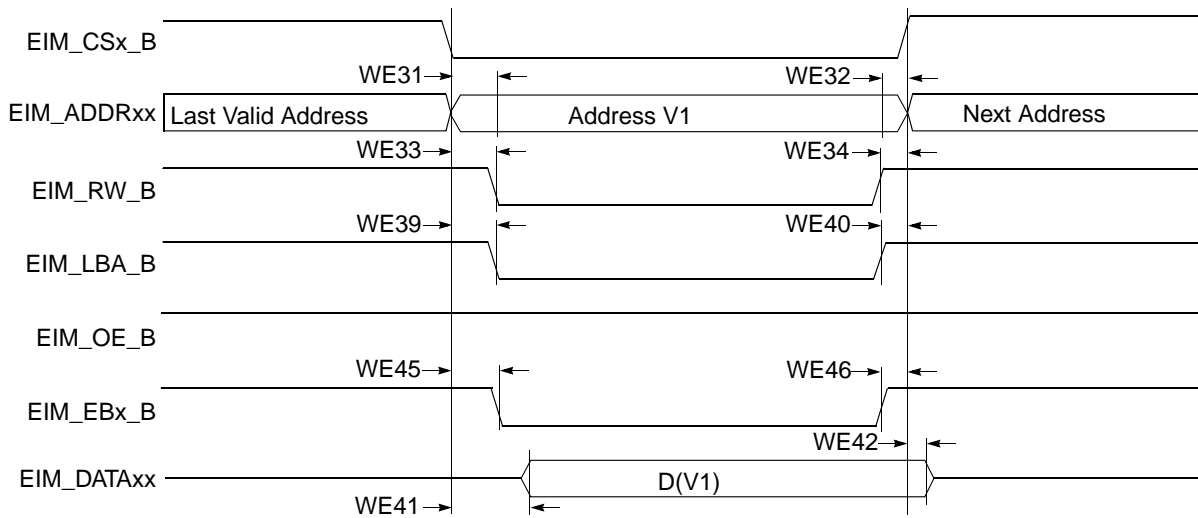 EIM_CSx_B
WE31 WE32
EIM_ADDRxx Last Valid Address Address V1 Next Address
WE33 WE34
EIM_RW_B
WE39 WE40
EIM_LBA_B
EIM_OE_B
WE45 WE46
EIM_EBx_B
WE42
EIM_DATAxx D(V1)
WE41